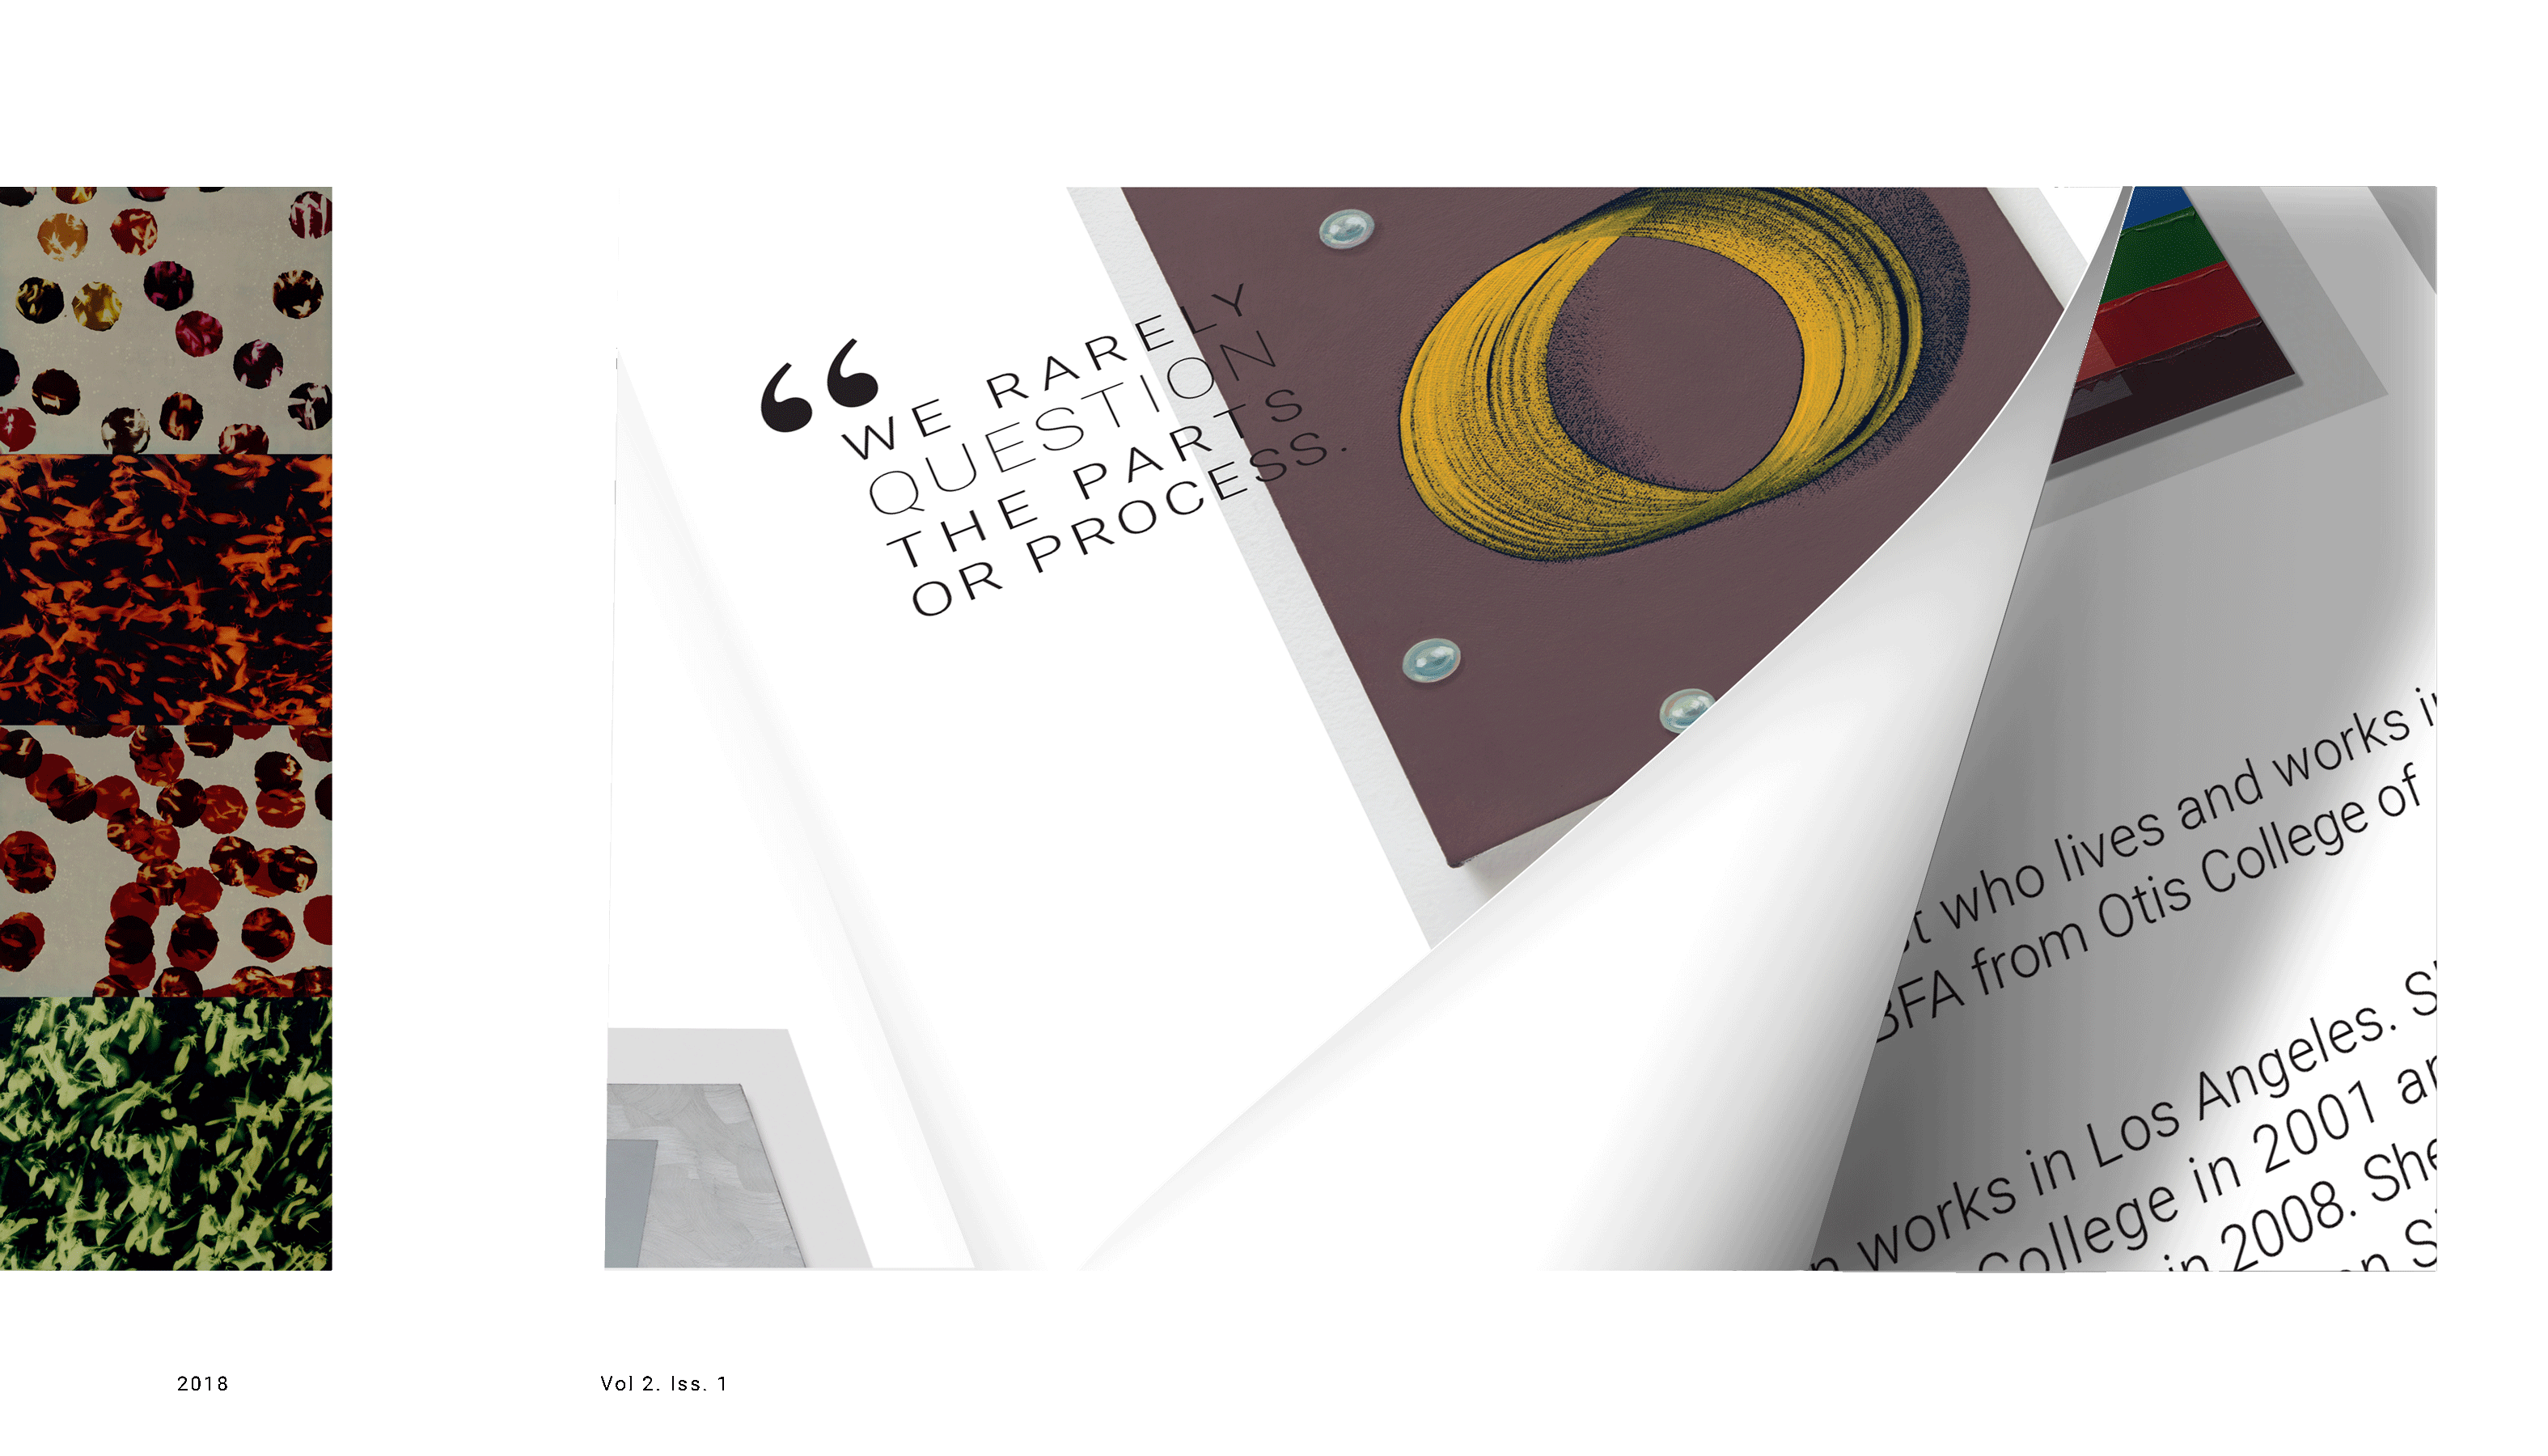 “
WE RARELY
QUESTION
THE PARTS
OR PROCESS.
who lives and works
BFA from Otis College of
works in Los Angeles.
College in 2001
in 2008. She
2018
Vol 2. Iss. 1